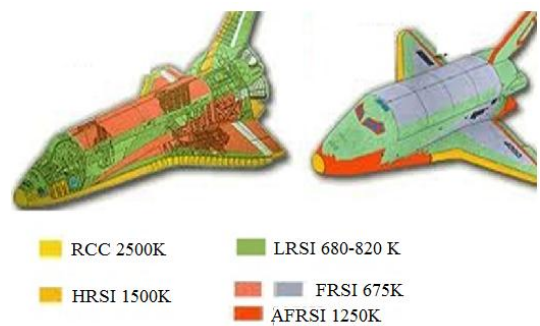 RCC 2500K
LRSI 680-820 K
HRSI 1500K
FRSI 675K
AFRSI 1250K